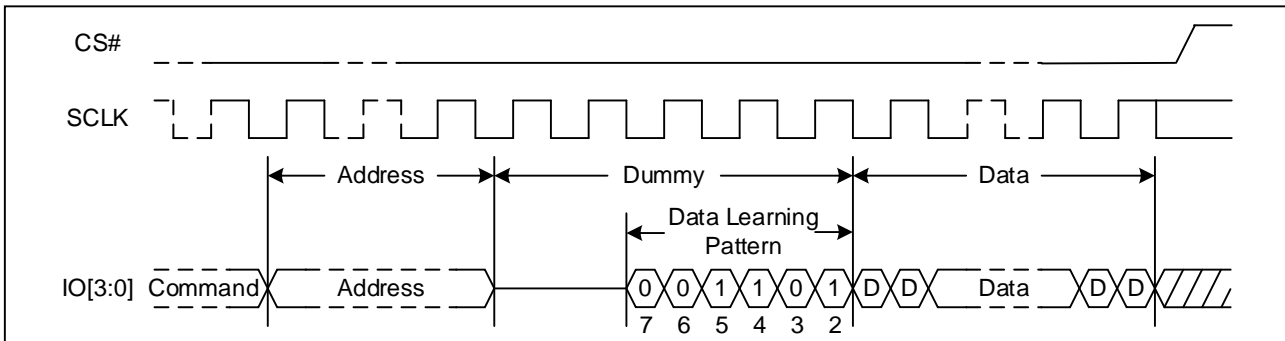 CS#
SCLK
Address Dummy Data
Data Learning
Pattern
IO[3:0] Command Address 0 0 1 1 0 1 D D Data D D
7 6 5 4 3 2